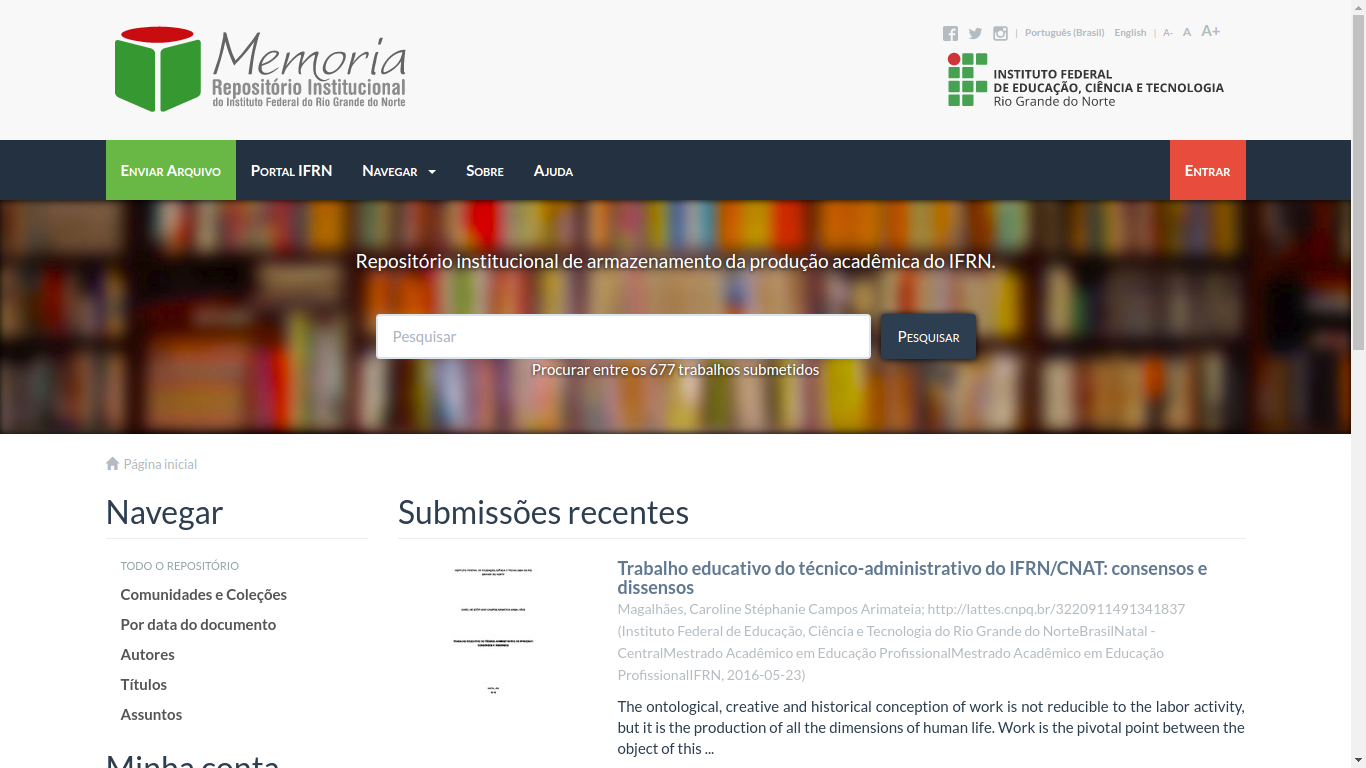 Memoria
Repositório Institucional
do Instituto Federal do Rio Grande do Norte
| Português (Brasil) English | A- A A+
INSTITUTO FEDERAL
DE EDUCAÇÃO, CIÊNCIA E TECNOLOGIA
Rio Grande do Norte
Enviar Arquivo Portal IFRN Navegar Sobre Ajuda Entrar
Repositório institucional de armazenamento da produção acadêmica do IFRN.
Pesquisar Pesquisar
Procurar entre os 677 trabalhos submetidos
Página inicial
Navegar
TODO O REPOSITÓRIO
Comunidades e Coleções
Por data do documento
Autores
Títulos
Assuntos
Minha conta
Submissões recentes
Trabalho educativo do técnico-administrativo do IFRN/CNAT: consensos e
dissensos
Magalhães, Caroline Stéphanie Campos Arimateia; http://lattes.cnpq.br/3220911491341837
(Instituto Federal de Educação, Ciência e Tecnologia do Rio Grande do NorteBrasilNatal -
CentralMestrado Acadêmico em Educação ProfissionalMestrado Acadêmico em Educação
ProfissionalIFRN, 2016-05-23)
The ontological, creative and historical conception of work is not reducible to the labor activity,
but it is the production of all the dimensions of human life. Work is the pivotal point between the
object of this ...